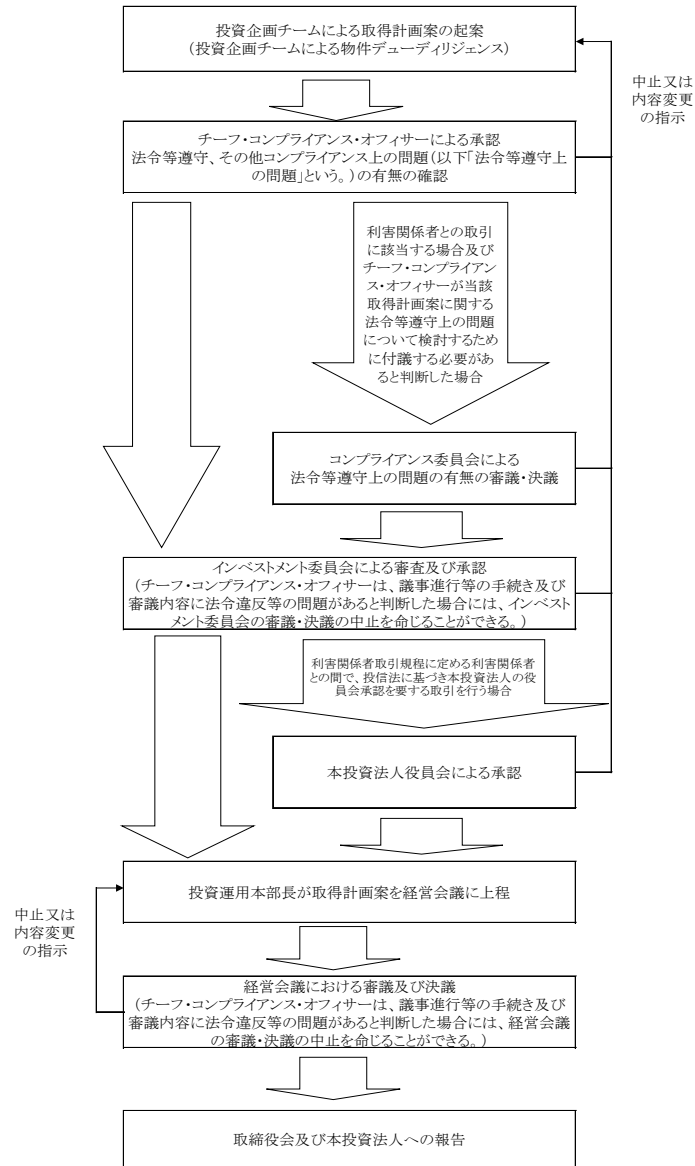 投資企画チームによる取得計画案の起案
(投資企画チームによる物件デューディリジェンス)
中止又は
内容変更
の指示
チーフ・コンプライアンス・オフィサーによる承認
法令等遵守、その他コンプライアンス上の問題(以下「法令等遵守上
の問題」という。)の有無の確認
利害関係者との取引
に該当する場合及び
チーフ・コンプライアン
ス・オフィサーが当該
取得計画案に関する
法令等遵守上の問題
について検討するため
に付議する必要があ
ると判断した場合
コンプライアンス委員会による
法令等遵守上の問題の有無の審議・決議
インベストメント委員会による審査及び承認
(チーフ・コンプライアンス・オフィサーは、議事進行等の手続き及び
審議内容に法令違反等の問題があると判断した場合には、インベスト
メント委員会の審議・決議の中止を命じることができる。)
利害関係者取引規程に定める利害関係者
との間で、投信法に基づき本投資法人の役
員会承認を要する取引を行う場合
本投資法人役員会による承認
投資運用本部長が取得計画案を経営会議に上程
中止又は
内容変更
の指示
経営会議における審議及び決議
(チーフ・コンプライアンス・オフィサーは、議事進行等の手続き及び
審議内容に法令違反等の問題があると判断した場合には、経営会議
の審議・決議の中止を命じることができる。)
取締役会及び本投資法人への報告